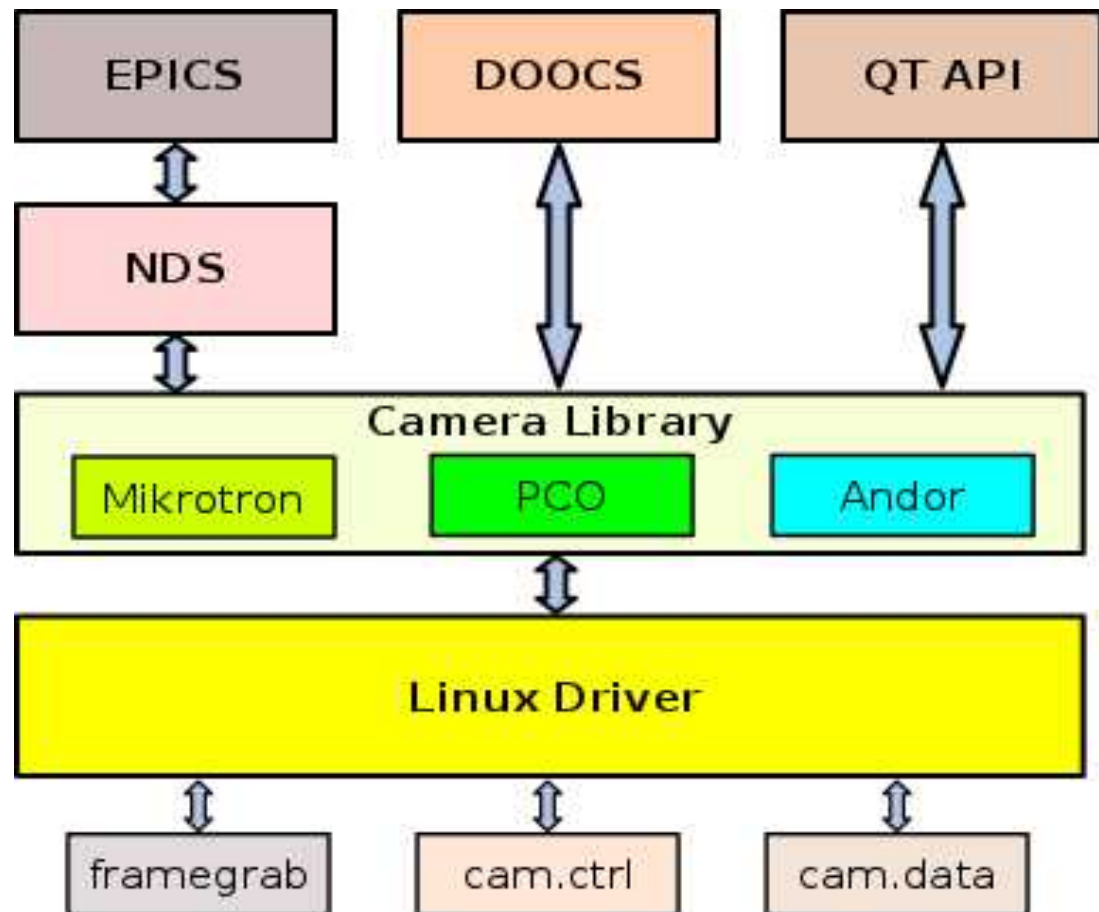 EPICS
DOOCS
QT API
NDS
Camera Library
Mikrotron
PCO
Andor
Linux Driver
framegrab
cam.ctrl
cam.data